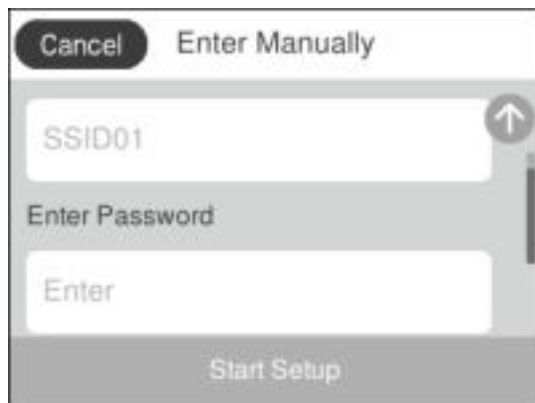 Cancel Enter Manually
SSID01
Enter Password
Enter
Start Setup